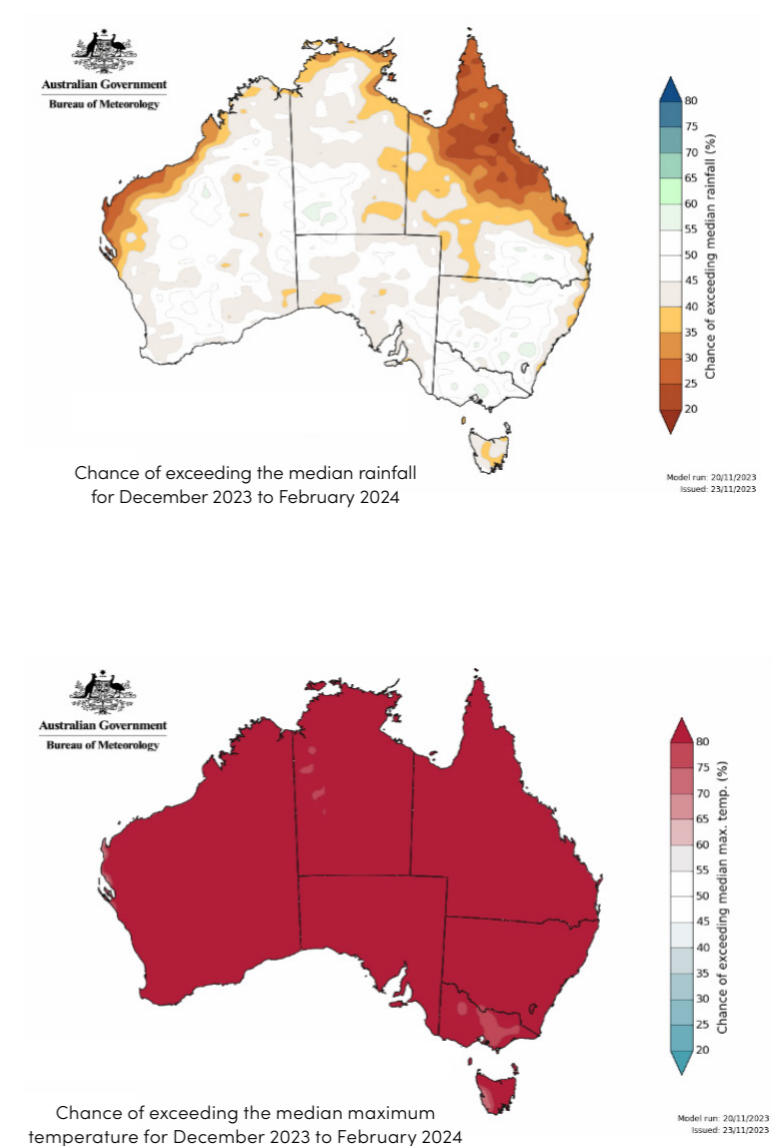 Australian Government
Bureau of Meteorology
80
75
70
65
60
55
50
45
40
35
30
25
20
Chance of exceeding median rainfall (%)
Chance of exceeding the median rainfall
for December 2023 to February 2024
Model run: 20/11/2023
Issued: 23/11/2023
Australian Government
Bureau of Meteorology
80
75
70
65
60
55
50
45
40
35
30
25
20
Chance of exceeding median max. temp. (%)
Chance of exceeding the median maximum
temperature for December 2023 to February 2024
Model run: 20/11/2023
Issued: 23/11/2023